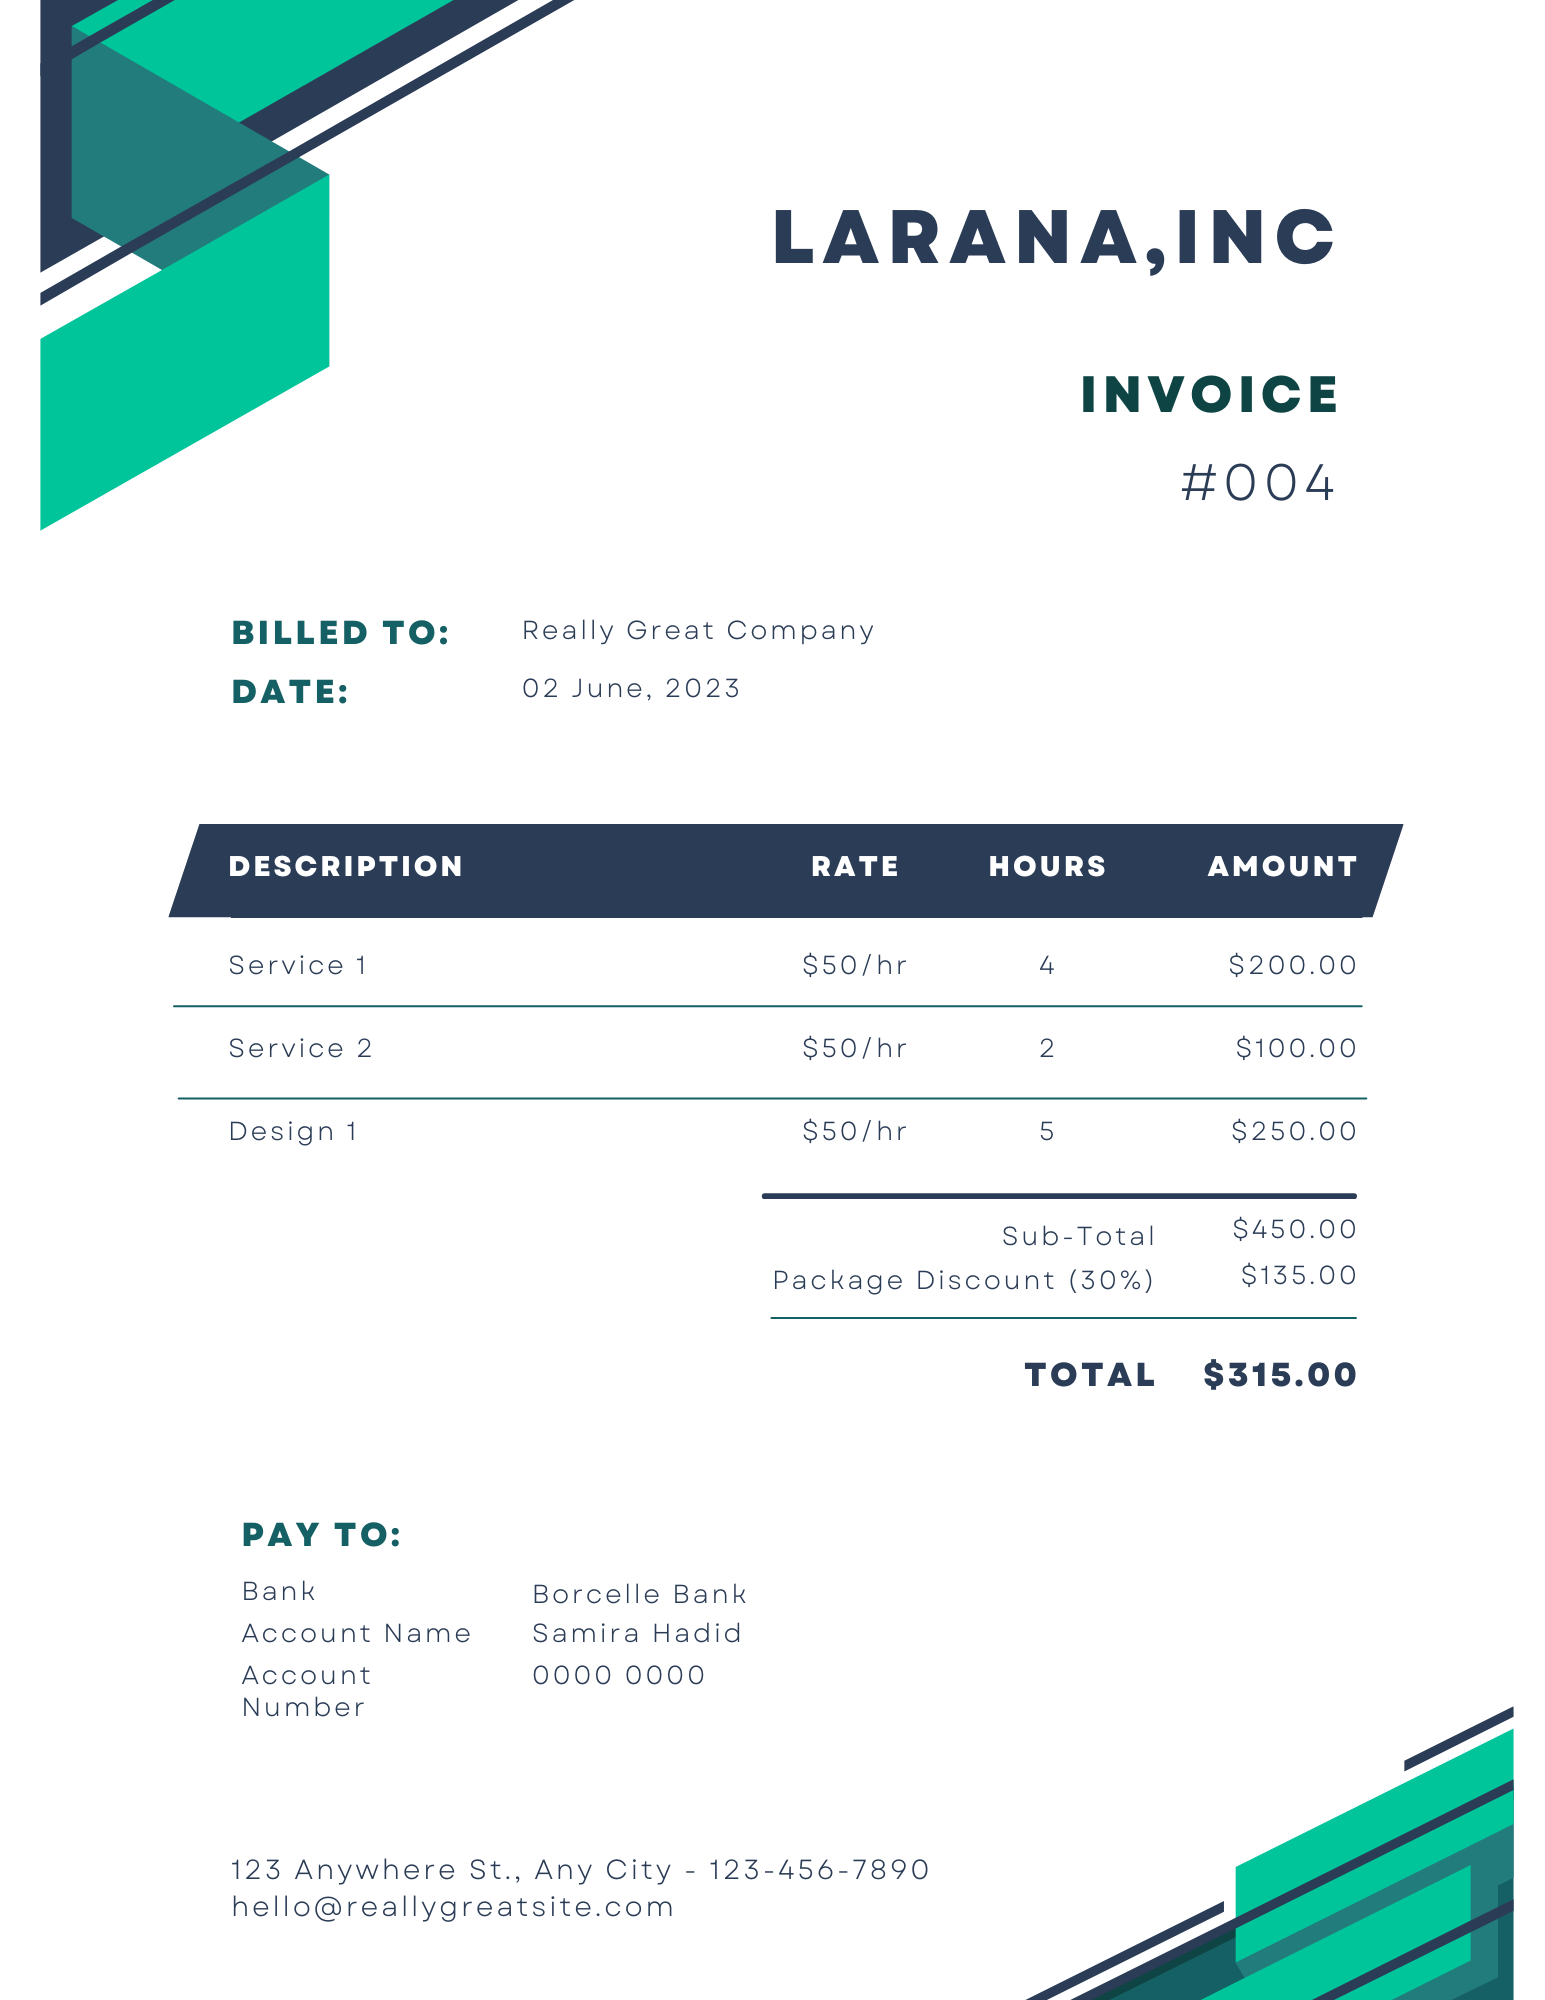 LARANA,INC
INVOICE
#004
BILLED TO: Really Great Company
DATE: 02 June, 2023
DESCRIPTION RATE HOURS AMOUNT
Service 1 $50/hr 4 $200.00
Service 2 $50/hr 2 $100.00
Design 1 $50/hr 5 $250.00
Sub-Total $450.00
Package Discount (30%) $135.00
TOTAL $315.00
PAY TO:
Bank Borcelle Bank
Account Name Samira Hadid
Account 0000 0000
Number
123 Anywhere St., Any City - 123-456-7890
hello@reallygreatsite.com